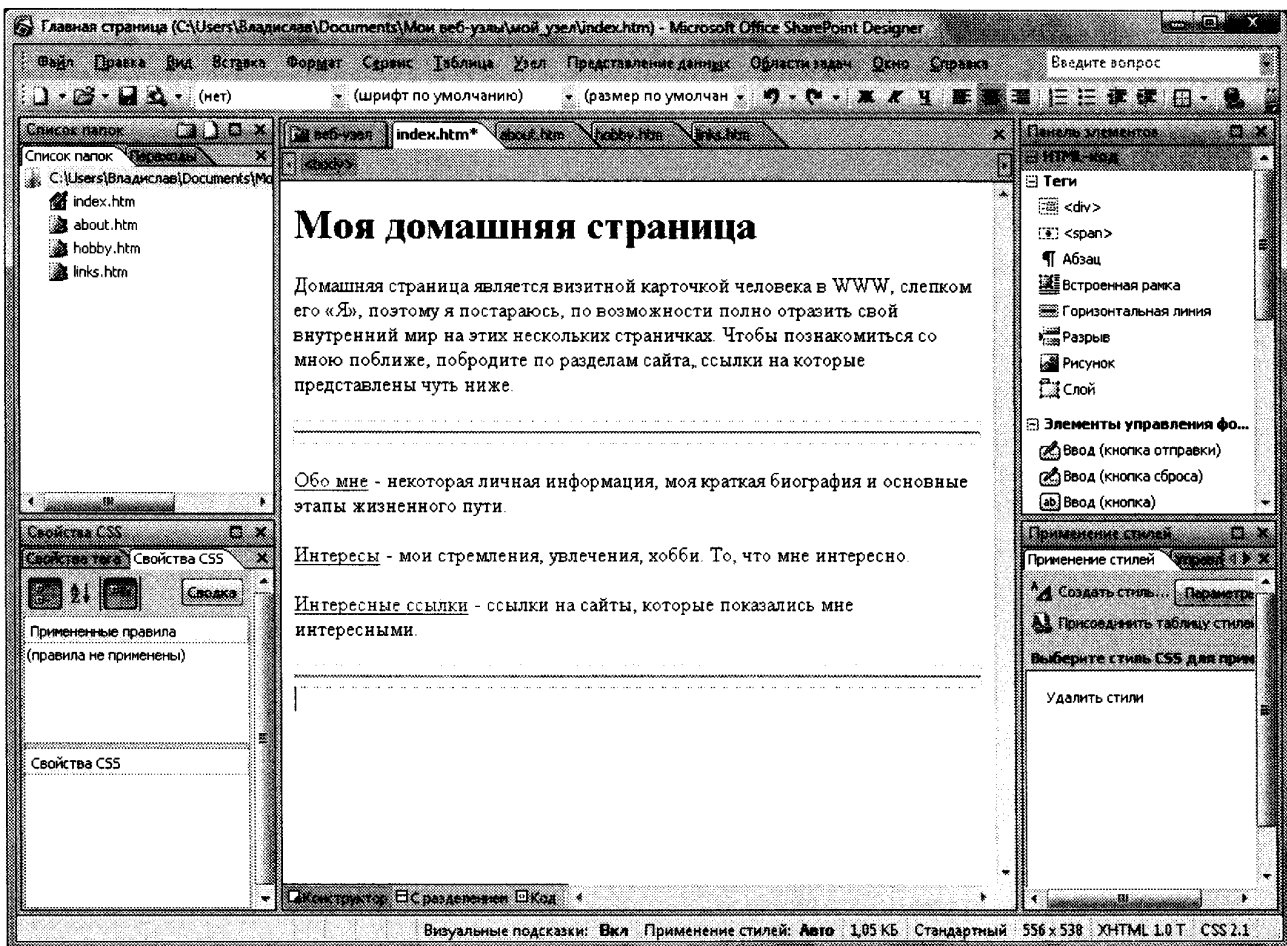 Главная страница (C:\Users\Владислав\Documents\Мои веб-узлы\мой_узел\index.htm) - Microsoft Office SharePoint Designer
Файл Правка Вид Вставка Формат Сервис Таблица Узел Представление данных Области задач Окно Справка Введите вопрос
(нет) (шрифт по умолчанию) (размер по умолчан Ж К Ч
Список папок
Список папок Переходы
C:\Users\Владислав\Documents\Мо
index.htm
about.htm
hobby.htm
links.htm
Свойства CSS
Свойства тега Свойства CSS
Сводка
Примененные правила
(правила не применены)
Свойства CSS
веб-узел index.htm* about.htm hobby.htm links.htm
<body>
Моя домашняя страница
Домашняя страница является визитной карточкой человека в WWW, слепком
его «Я», поэтому я постараюсь, по возможности полно отразить свой
внутренний мир на этих нескольких страничках. Чтобы познакомиться со
мною поближе, побродите по разделам сайта, ссылки на которые
представлены чуть ниже.
Обо мне - некоторая личная информация, моя краткая биография и основные
этапы жизненного пути.
Интересы - мои стремления, увлечения, хобби. То, что мне интересно.
Интересные ссылки - ссылки на сайты, которые показались мне
интересными.
Конструктор С разделением Код
Панель элементов
HTML-код
Теги
<div>
<span>
Абзац
Встроенная рамка
Горизонтальная линия
Разрыв
Рисунок
Слой
Элементы управления фо...
Ввод (кнопка отправки)
Ввод (кнопка сброса)
Ввод (кнопка)
Применение стилей
Применение стилей Управл
Создать стиль... Параметры
Присоединить таблицу стилей
Выберите стиль CSS для прим
Удалить стили
Визуальные подсказки: Вкл Применение стилей: Авто 1,05 КБ Стандартный 556 x 538 XHTML 1.0 T CSS 2.1